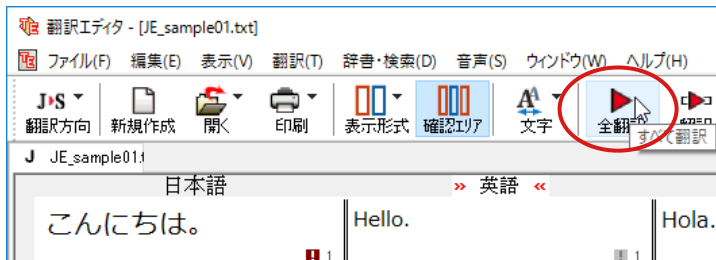 翻訳エディタ - [JE_sample01.txt]
ファイル(F) 編集(E) 表示(V) 翻訳(T) 辞書・検索(D) 音声(S) ウィンドウ(W) ヘルプ(H)
J▸S
翻訳方向 新規作成 開く 印刷 表示形式 確認エリア 文字 全翻訳 翻訳
すべて翻訳
J JE_sample01.t
日本語 » 英語 «
こんにちは。 Hello. Hola.
1 1